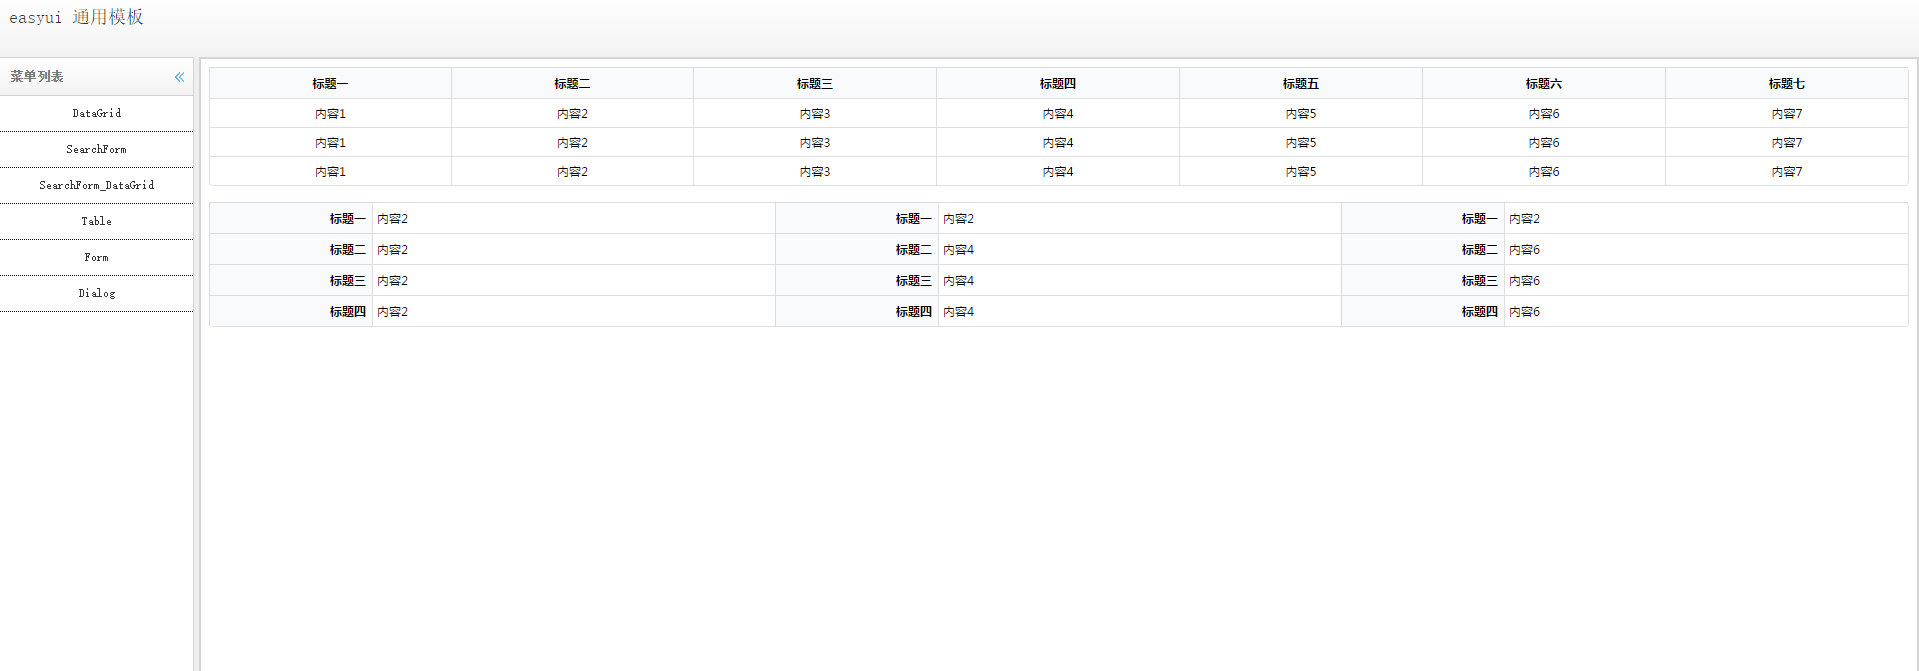 easyui 通用模板
菜单列表
DataGrid
SearchForm
SearchForm_DataGrid
Table
Form
Dialog
标题一 标题二 标题三 标题四 标题五 标题六 标题七
内容1 内容2 内容3 内容4 内容5 内容6 内容7
内容1 内容2 内容3 内容4 内容5 内容6 内容7
内容1 内容2 内容3 内容4 内容5 内容6 内容7
标题一 内容2 标题一 内容2 标题一 内容2
标题二 内容2 标题二 内容4 标题二 内容6
标题三 内容2 标题三 内容4 标题三 内容6
标题四 内容2 标题四 内容4 标题四 内容6